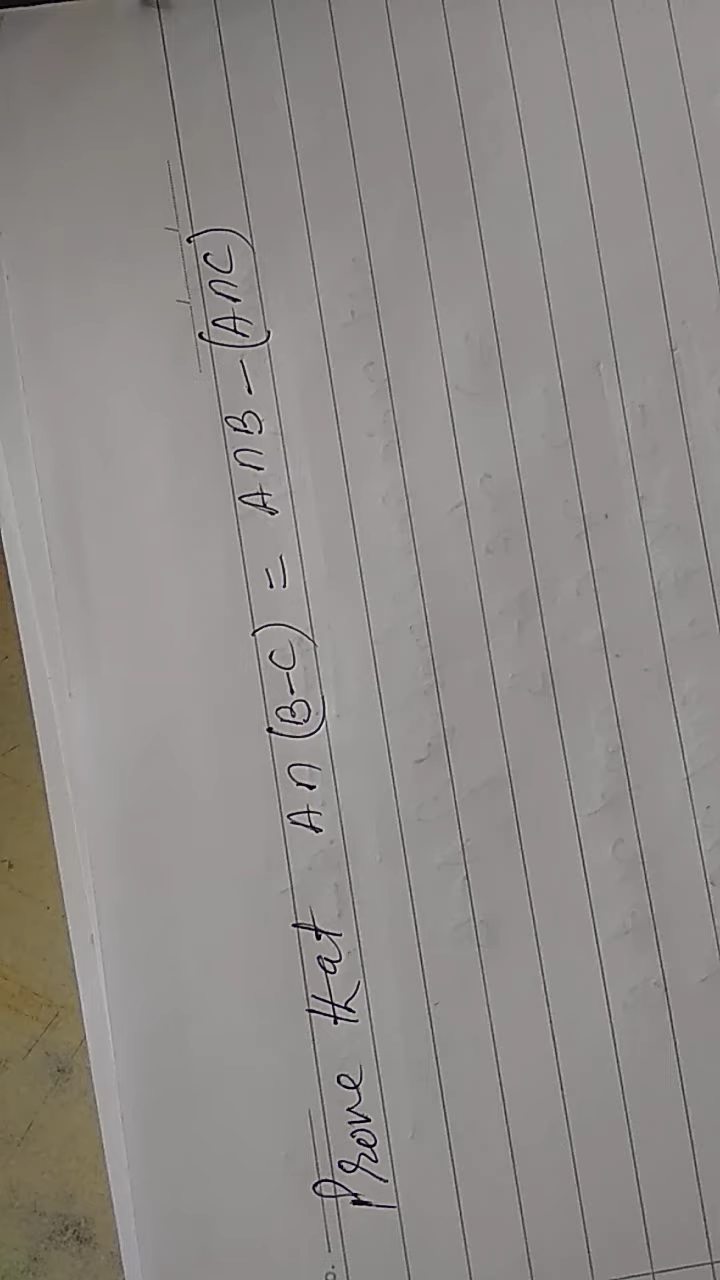 Prove that A∩(B-C) = A∩B-(A∩C)